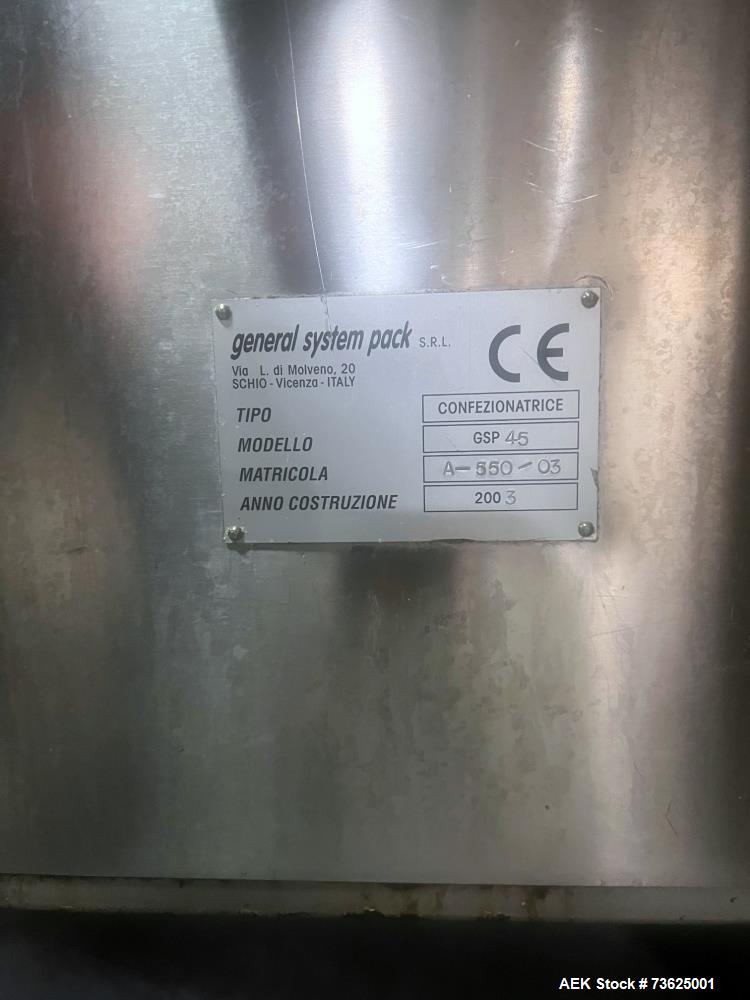 general system pack S.R.L.
Via L. di Molveno, 20
SCHIO - Vicenza - ITALY
CE
TIPO CONFEZIONATRICE
MODELLO GSP 45
MATRICOLA A-550-03
ANNO COSTRUZIONE 2003
AEK Stock #73625001